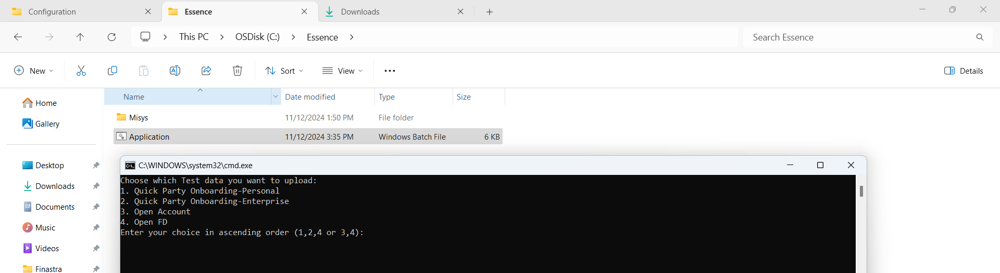 Configuration
Essence
Downloads
This PC > OSDisk (C:) > Essence >
Search Essence
New
Sort
View
Details
Name Date modified Type Size
Home
Gallery
Misys 11/12/2024 1:50 PM File folder
Application 11/12/2024 3:35 PM Windows Batch File 6 KB
Desktop
Downloads
Documents
Music
Videos
Finastra
C:\WINDOWS\system32\cmd.exe
Choose which Test data you want to upload:
1. Quick Party Onboarding-Personal
2. Quick Party Onboarding-Enterprise
3. Open Account
4. Open FD
Enter your choice in ascending order (1,2,4 or 3,4):